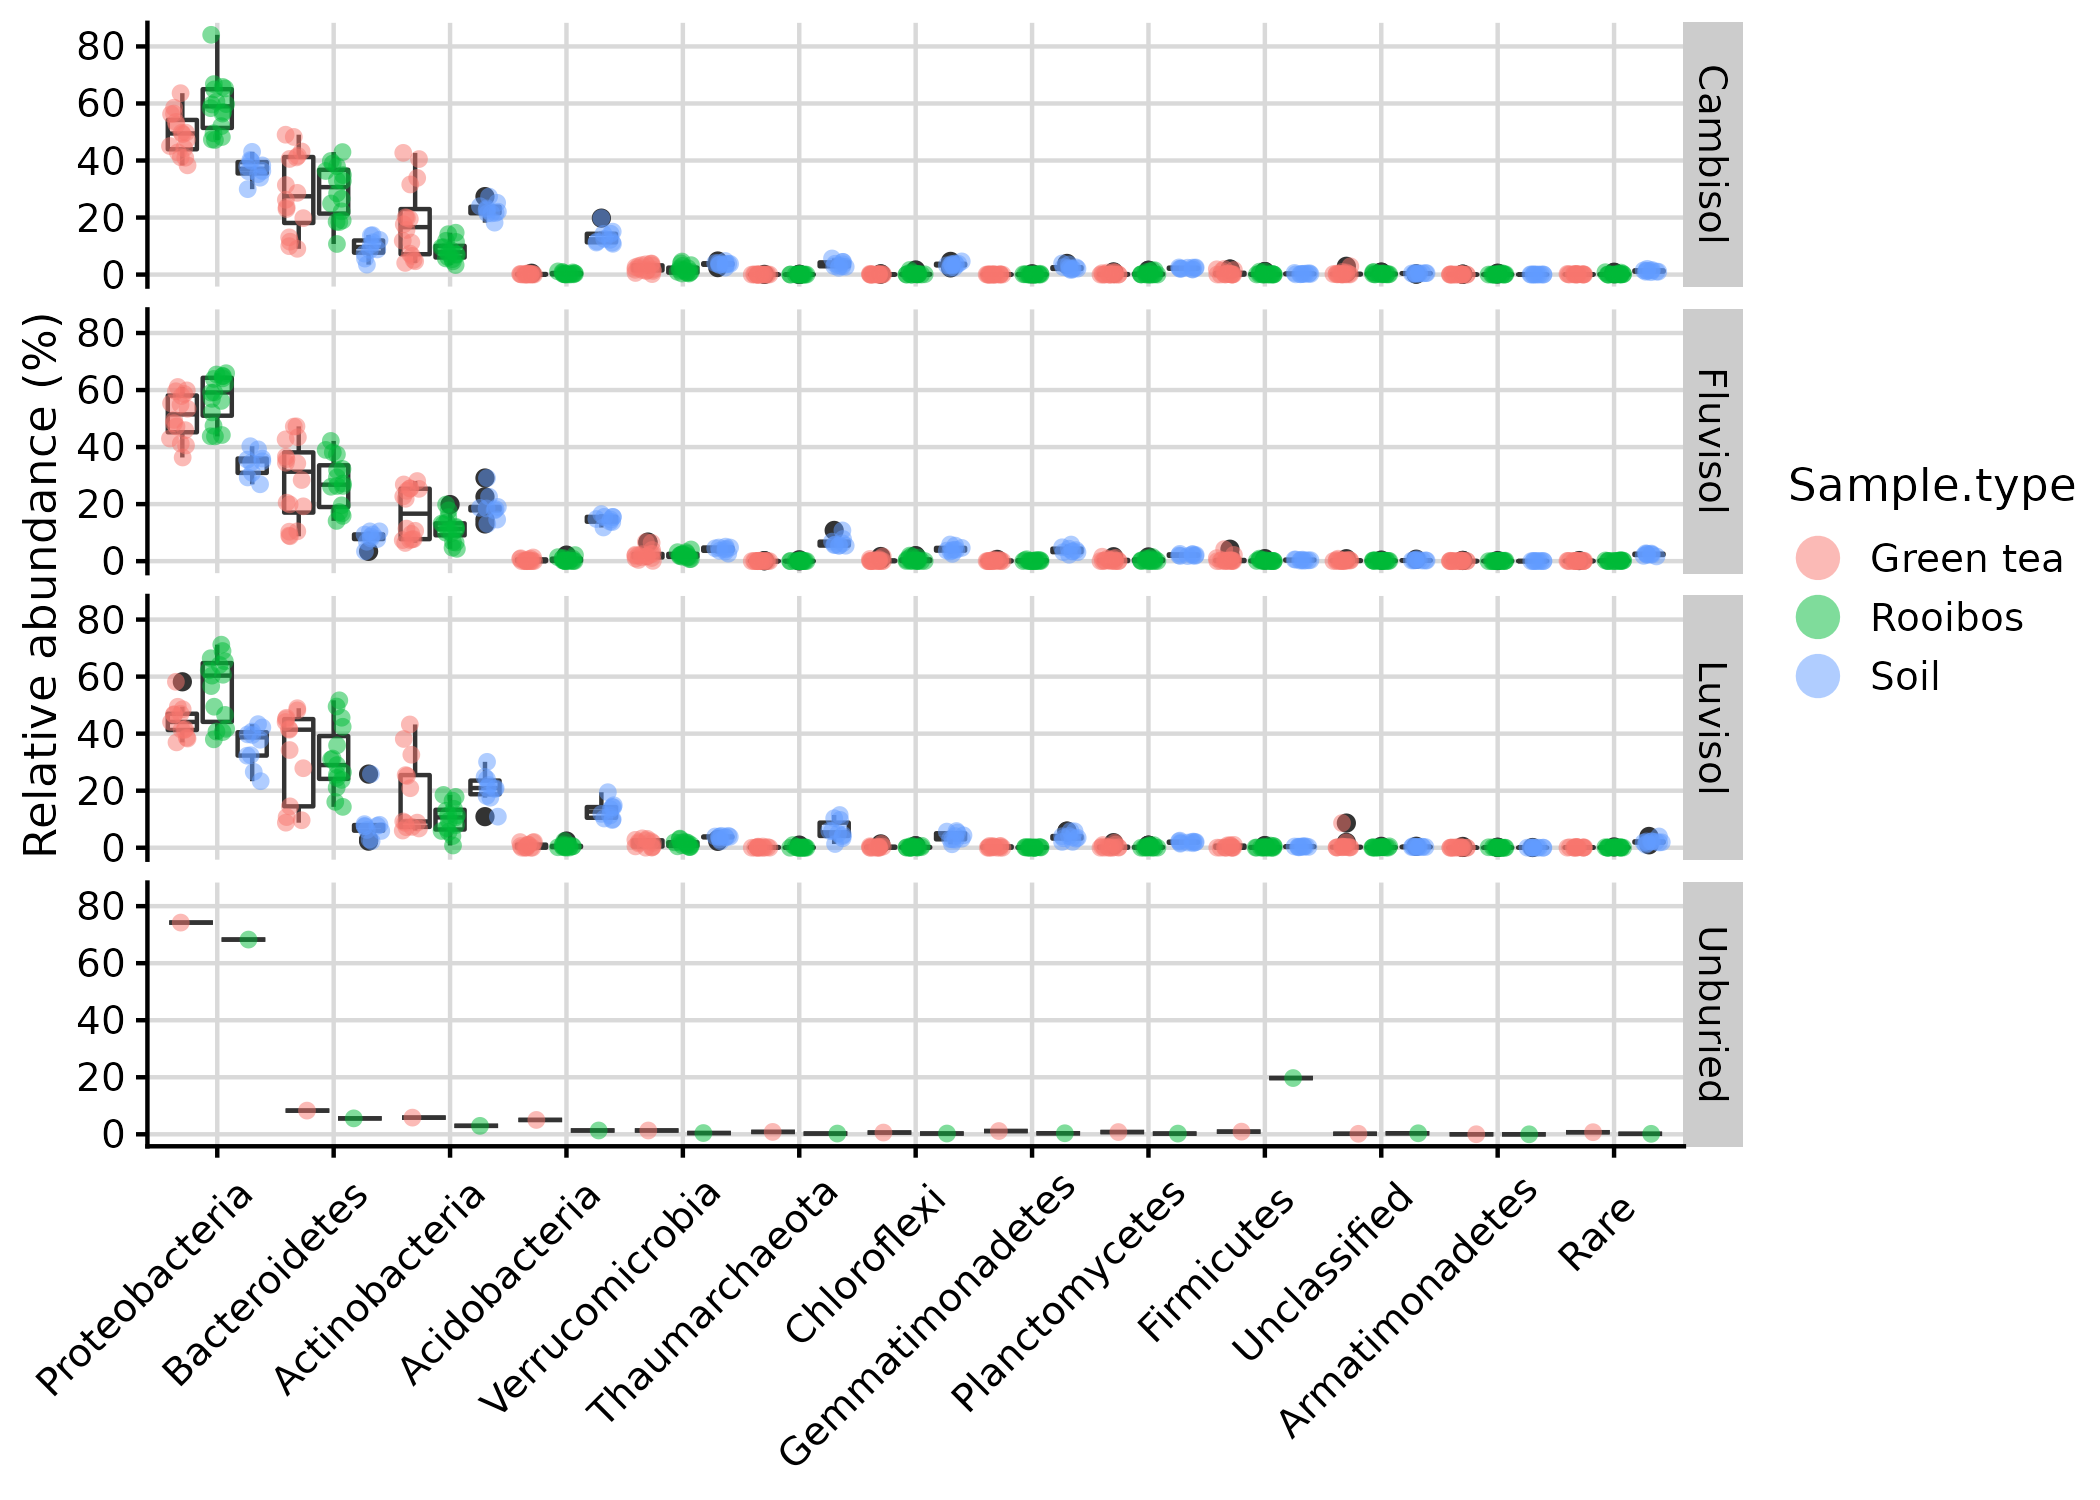 Relative abundance (%)
80
60
40
20
0
Cambisol
80
60
40
20
0
Fluvisol
80
60
40
20
0
Luvisol
80
60
40
20
0
Unburied
Proteobacteria
Bacteroidetes
Actinobacteria
Acidobacteria
Verrucomicrobia
Thaumarchaeota
Chloroflexi
Gemmatimonadetes
Planctomycetes
Firmicutes
Unclassified
Armatimonadetes
Rare
Sample.type
Green tea
Rooibos
Soil